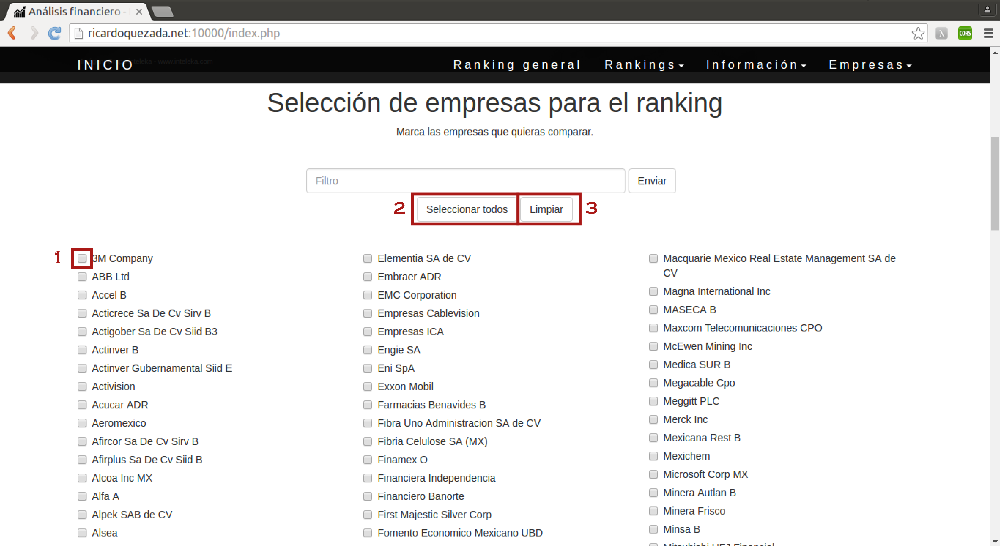 Análisis financiero -
ricardoquezada.net:10000/index.php
CORS
INICIO
teleka - www.inteleka.com
Ranking general
Rankings
Información
Empresas
Selección de empresas para el ranking
Marca las empresas que quieras comparar.
Filtro
Enviar
2
Seleccionar todos
Limpiar
3
1
3M Company
ABB Ltd
Accel B
Acticrece Sa De Cv Sirv B
Actigober Sa De Cv Siid B3
Actinver B
Actinver Gubernamental Siid E
Activision
Acucar ADR
Aeromexico
Afircor Sa De Cv Sirv B
Afirplus Sa De Cv Siid B
Alcoa Inc MX
Alfa A
Alpek SAB de CV
Alsea
Elementia SA de CV
Embraer ADR
EMC Corporation
Empresas Cablevision
Empresas ICA
Engie SA
Eni SpA
Exxon Mobil
Farmacias Benavides B
Fibra Uno Administracion SA de CV
Fibria Celulose SA (MX)
Finamex O
Financiera Independencia
Financiero Banorte
First Majestic Silver Corp
Fomento Economico Mexicano UBD
Macquarie Mexico Real Estate Management SA de
CV
Magna International Inc
MASECA B
Maxcom Telecomunicaciones CPO
McEwen Mining Inc
Medica SUR B
Megacable Cpo
Meggitt PLC
Merck Inc
Mexicana Rest B
Mexichem
Microsoft Corp MX
Minera Autlan B
Minera Frisco
Minsa B
Mitsubishi UFJ Financial